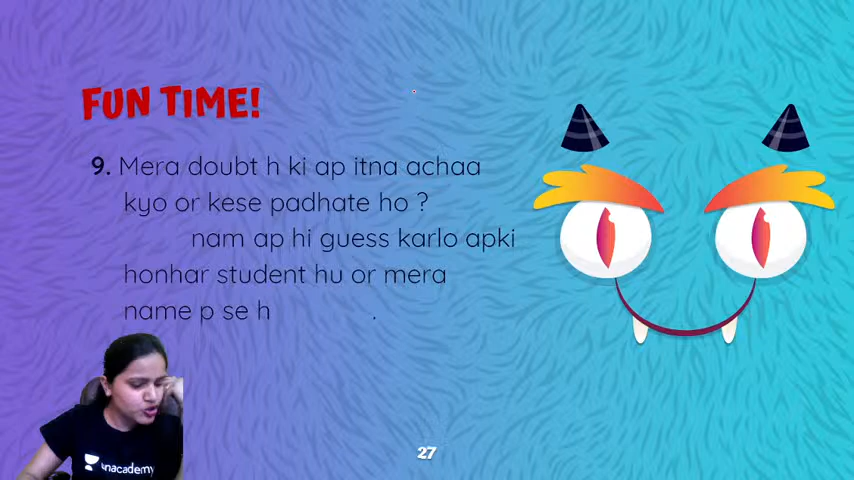 FUN TIME!
9. Mera doubt h ki ap itna achaa
kyo or kese padhate ho ?
nam ap hi guess karlo apki
honhar student hu or mera
name p se h .
unacademy
27